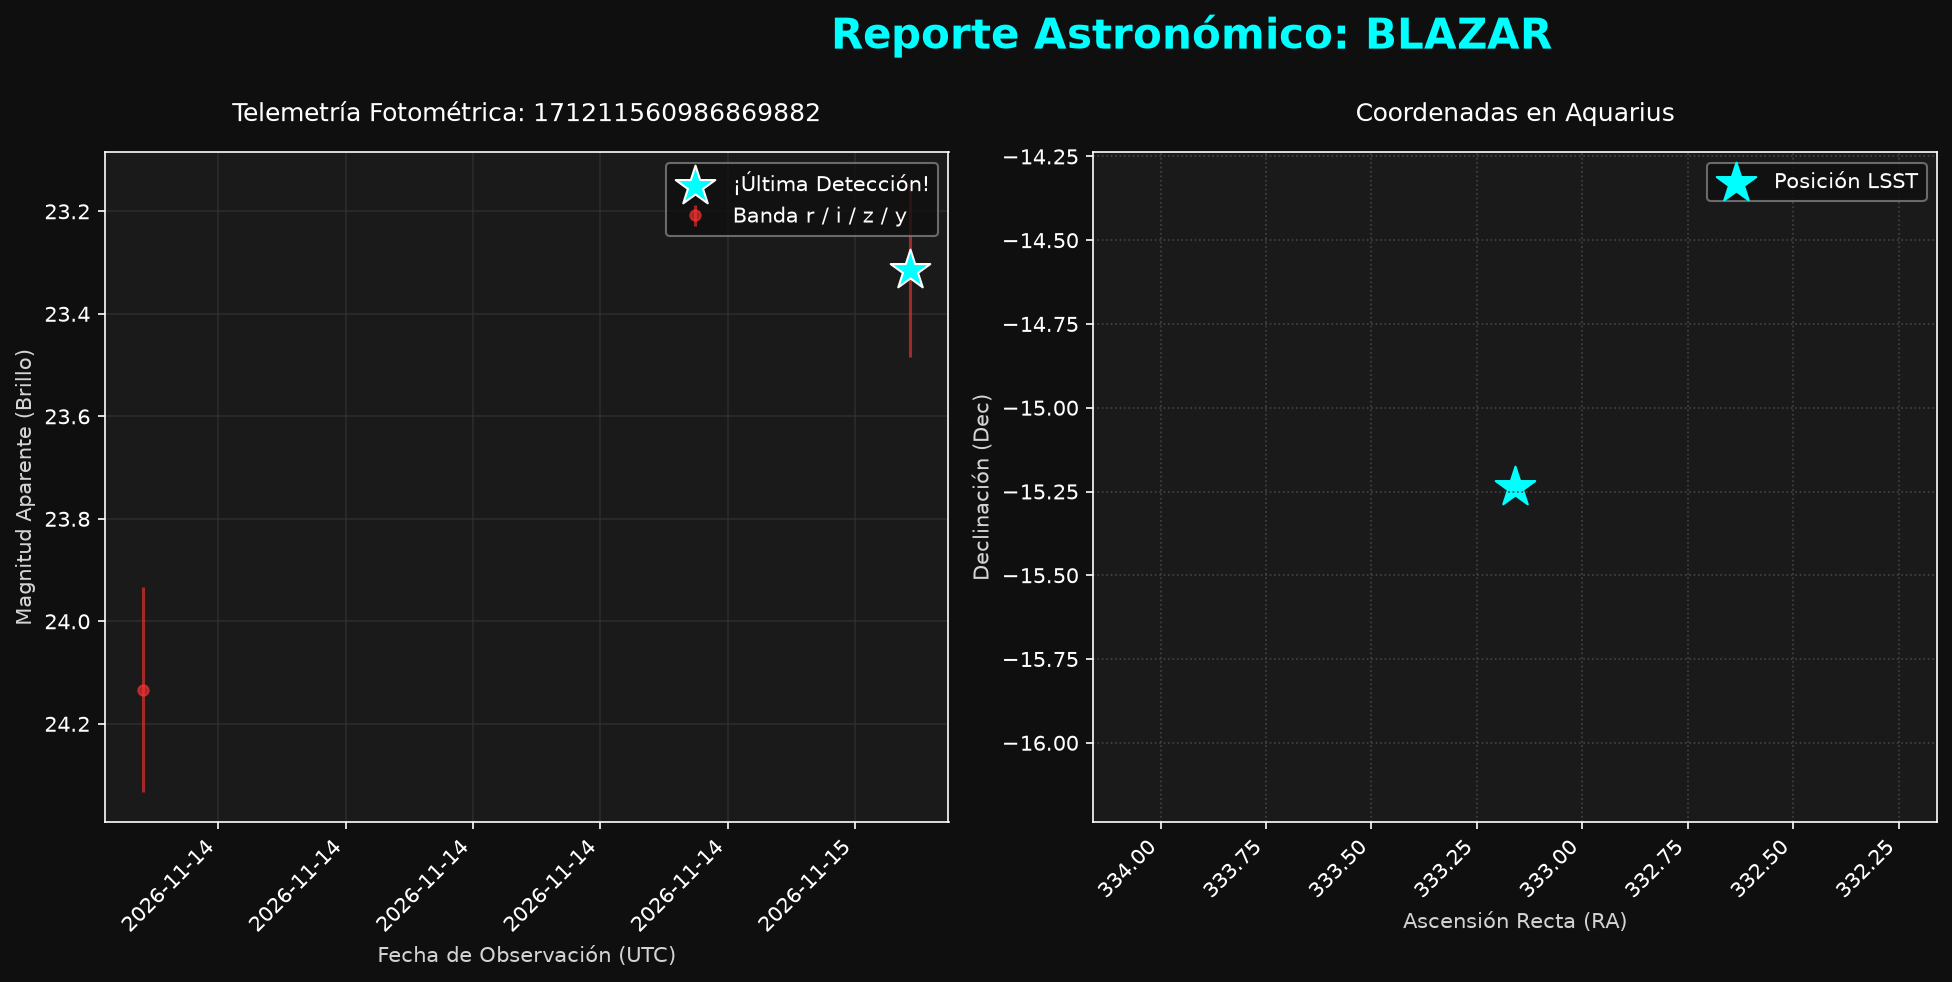 Reporte Astronómico: BLAZAR
Telemetría Fotométrica: 171211560986869882
¡Última Detección!
Banda r / i / z / y
Magnitud Aparente (Brillo)
23.2
23.4
23.6
23.8
24.0
24.2
2026-11-14
2026-11-14
2026-11-14
2026-11-14
2026-11-14
2026-11-15
Fecha de Observación (UTC)
Coordenadas en Aquarius
Posición LSST
Declinación (Dec)
−14.25
−14.50
−14.75
−15.00
−15.25
−15.50
−15.75
−16.00
334.00
333.75
333.50
333.25
333.00
332.75
332.50
332.25
Ascensión Recta (RA)